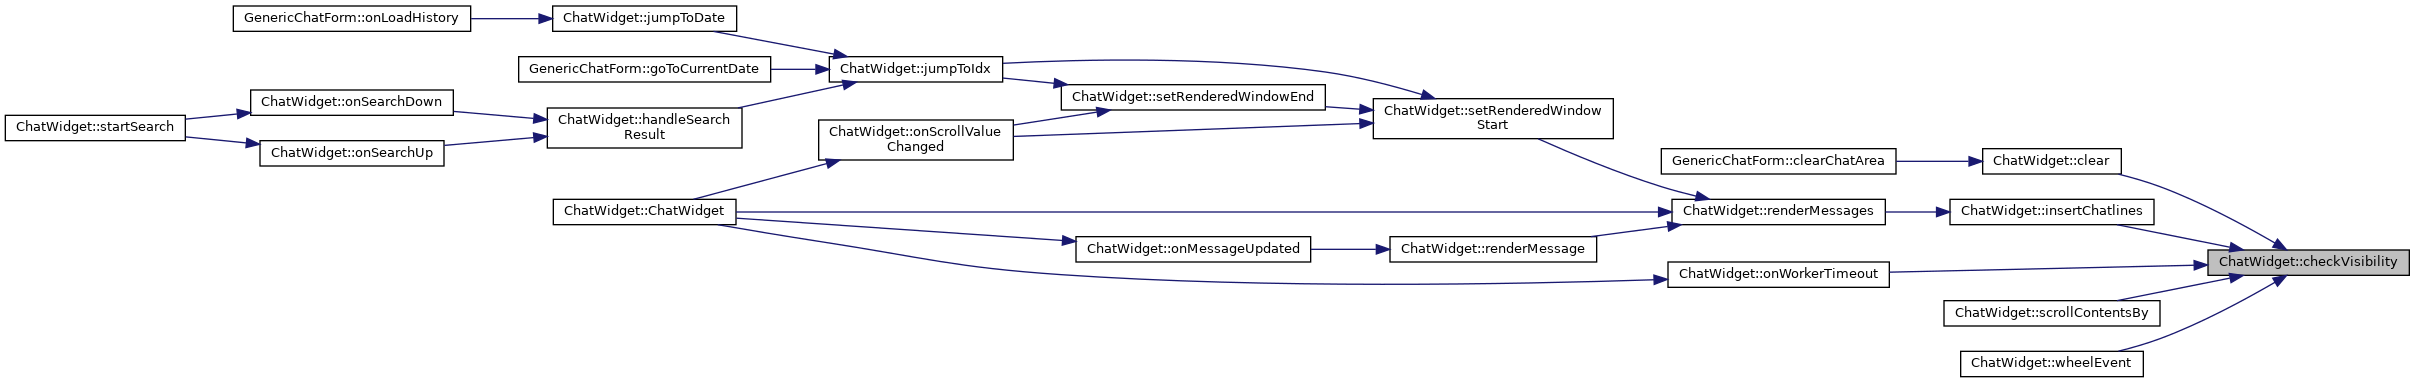 GenericChatForm::onLoadHistory
ChatWidget::jumpToDate
GenericChatForm::goToCurrentDate
ChatWidget::jumpToIdx
ChatWidget::setRenderedWindowEnd
ChatWidget::onSearchDown
ChatWidget::startSearch
ChatWidget::onSearchUp
ChatWidget::handleSearch
Result
ChatWidget::onScrollValue
Changed
ChatWidget::setRenderedWindow
Start
GenericChatForm::clearChatArea
ChatWidget::clear
ChatWidget::ChatWidget
ChatWidget::renderMessages
ChatWidget::insertChatlines
ChatWidget::onMessageUpdated
ChatWidget::renderMessage
ChatWidget::onWorkerTimeout
ChatWidget::checkVisibility
ChatWidget::scrollContentsBy
ChatWidget::wheelEvent